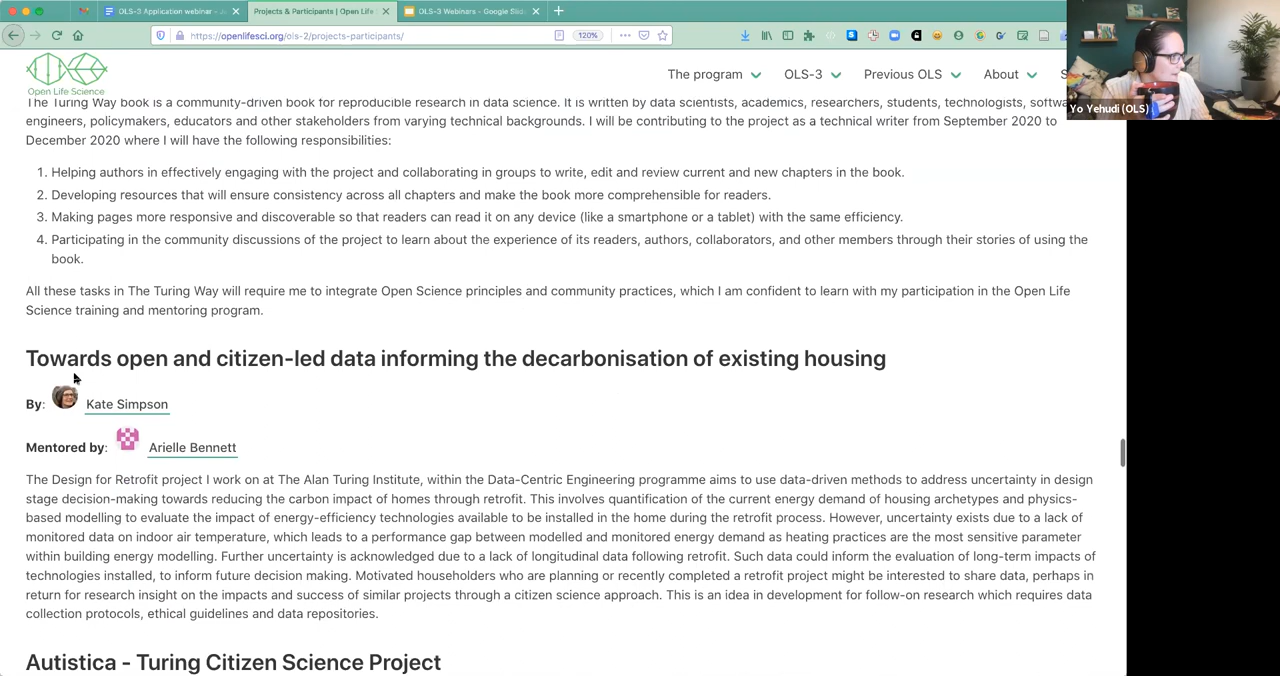 OLS-3 Application webinar -
Projects & Participants | Open Life
OLS-3 Webinars - Google Slid
https://openlifesci.org/ols-2/projects-participants/
120%
Yo Yehudi (OLS)
Open Life Science
The program
OLS-3
Previous OLS
About
The Turing Way book is a community-driven book for reproducible research in data science. It is written by data scientists, academics, researchers, students, technologists, softwa
engineers, policymakers, educators and other stakeholders from varying technical backgrounds. I will be contributing to the project as a technical writer from September 2020 to
December 2020 where I will have the following responsibilities:
1. Helping authors in effectively engaging with the project and collaborating in groups to write, edit and review current and new chapters in the book.
2. Developing resources that will ensure consistency across all chapters and make the book more comprehensible for readers.
3. Making pages more responsive and discoverable so that readers can read it on any device (like a smartphone or a tablet) with the same efficiency.
4. Participating in the community discussions of the project to learn about the experience of its readers, authors, collaborators, and other members through their stories of using the
book.
All these tasks in The Turing Way will require me to integrate Open Science principles and community practices, which I am confident to learn with my participation in the Open Life
Science training and mentoring program.
Towards open and citizen-led data informing the decarbonisation of existing housing
By: Kate Simpson
Mentored by: Arielle Bennett
The Design for Retrofit project I work on at The Alan Turing Institute, within the Data-Centric Engineering programme aims to use data-driven methods to address uncertainty in design
stage decision-making towards reducing the carbon impact of homes through retrofit. This involves quantification of the current energy demand of housing archetypes and physics-
based modelling to evaluate the impact of energy-efficiency technologies available to be installed in the home during the retrofit process. However, uncertainty exists due to a lack of
monitored data on indoor air temperature, which leads to a performance gap between modelled and monitored energy demand as heating practices are the most sensitive parameter
within building energy modelling. Further uncertainty is acknowledged due to a lack of longitudinal data following retrofit. Such data could inform the evaluation of long-term impacts of
technologies installed, to inform future decision making. Motivated householders who are planning or recently completed a retrofit project might be interested to share data, perhaps in
return for research insight on the impacts and success of similar projects through a citizen science approach. This is an idea in development for follow-on research which requires data
collection protocols, ethical guidelines and data repositories.
Autistica - Turing Citizen Science Project